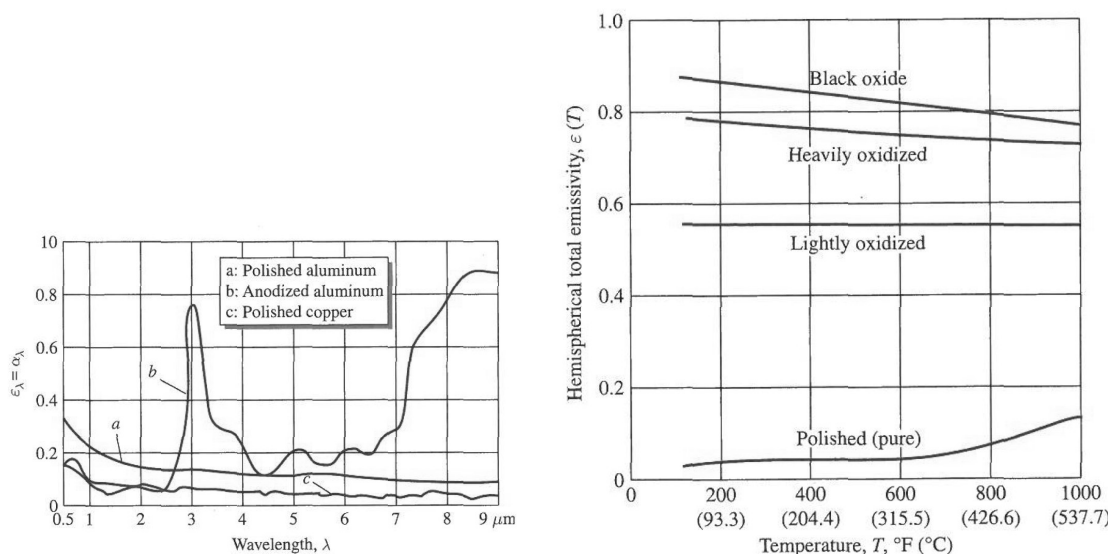 10
0.8
0.6
0.4
0.2
0
ελ = αλ
a: Polished aluminum
b: Anodized aluminum
c: Polished copper
b
a
c
0.5 1 2 3 4 5 6 7 8 9 μm
Wavelength, λ
1.0
0.8
0.6
0.4
0.2
0
Hemispherical total emissivity, ε (T)
Black oxide
Heavily oxidized
Lightly oxidized
Polished (pure)
0 200 400 600 800 1000
(93.3) (204.4) (315.5) (426.6) (537.7)
Temperature, T, °F (°C)